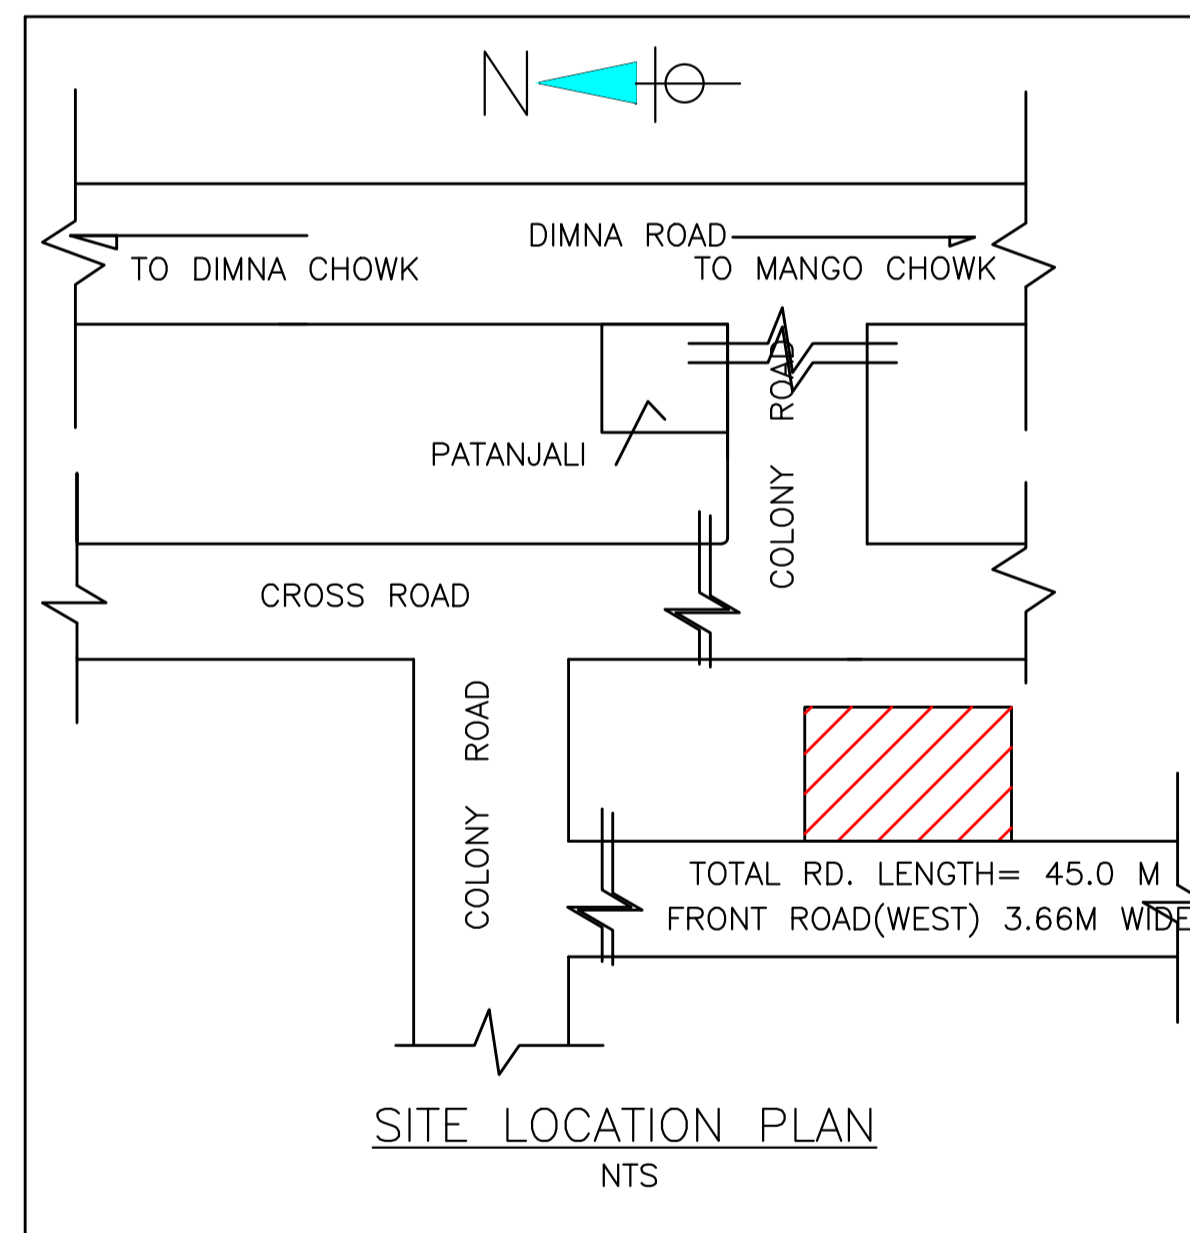 N
DIMNA ROAD
TO DIMNA CHOWK
TO MANGO CHOWK
COLONY ROAD
PATANJALI
CROSS ROAD
COLONY ROAD
TOTAL RD. LENGTH= 45.0 M
FRONT ROAD(WEST) 3.66M WIDE
SITE LOCATION PLAN
NTS